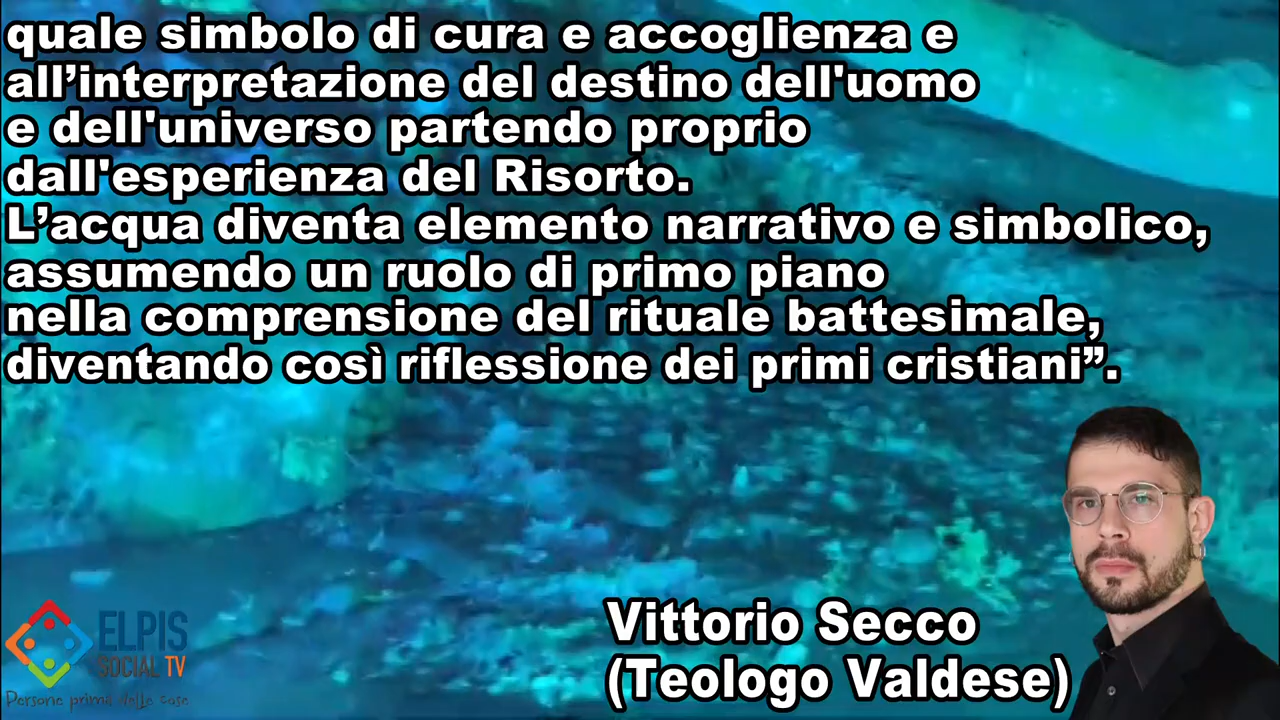 quale simbolo di cura e accoglienza e
all’interpretazione del destino dell'uomo
e dell'universo partendo proprio
dall'esperienza del Risorto.
L’acqua diventa elemento narrativo e simbolico,
assumendo un ruolo di primo piano
nella comprensione del rituale battesimale,
diventando così riflessione dei primi cristiani”.
Vittorio Secco
(Teologo Valdese)
ELPIS
SOCIAL TV
Persone prima delle cose